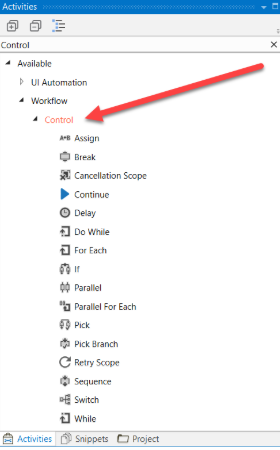 Activities
Control
Available
UI Automation
Workflow
Control
A+B Assign
Break
Cancellation Scope
Continue
Delay
Do While
For Each
If
Parallel
Parallel For Each
Pick
Pick Branch
Retry Scope
Sequence
Switch
While
Activities Snippets Project